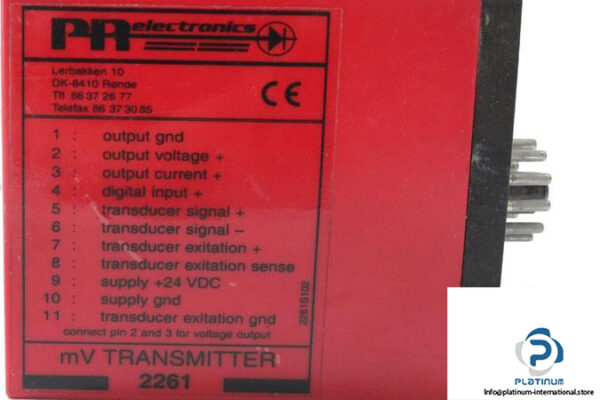 PR electronics
Lerbakken 10
DK-8410 Rønde
Tlf 86 37 26 77
Telefax 86 37 30 85
CE
1 : output gnd
2 : output voltage +
3 : output current +
4 : digital input +
5 : transducer signal +
6 : transducer signal –
7 : transducer exitation +
8 : transducer exitation sense
9 : supply +24 VDC
10 : supply gnd
11 : transducer exitation gnd
connect pin 2 and 3 for voltage output
2261S102
mV TRANSMITTER
2261
PLATINUM
INTERNATIONAL
Info@platinum-international.store